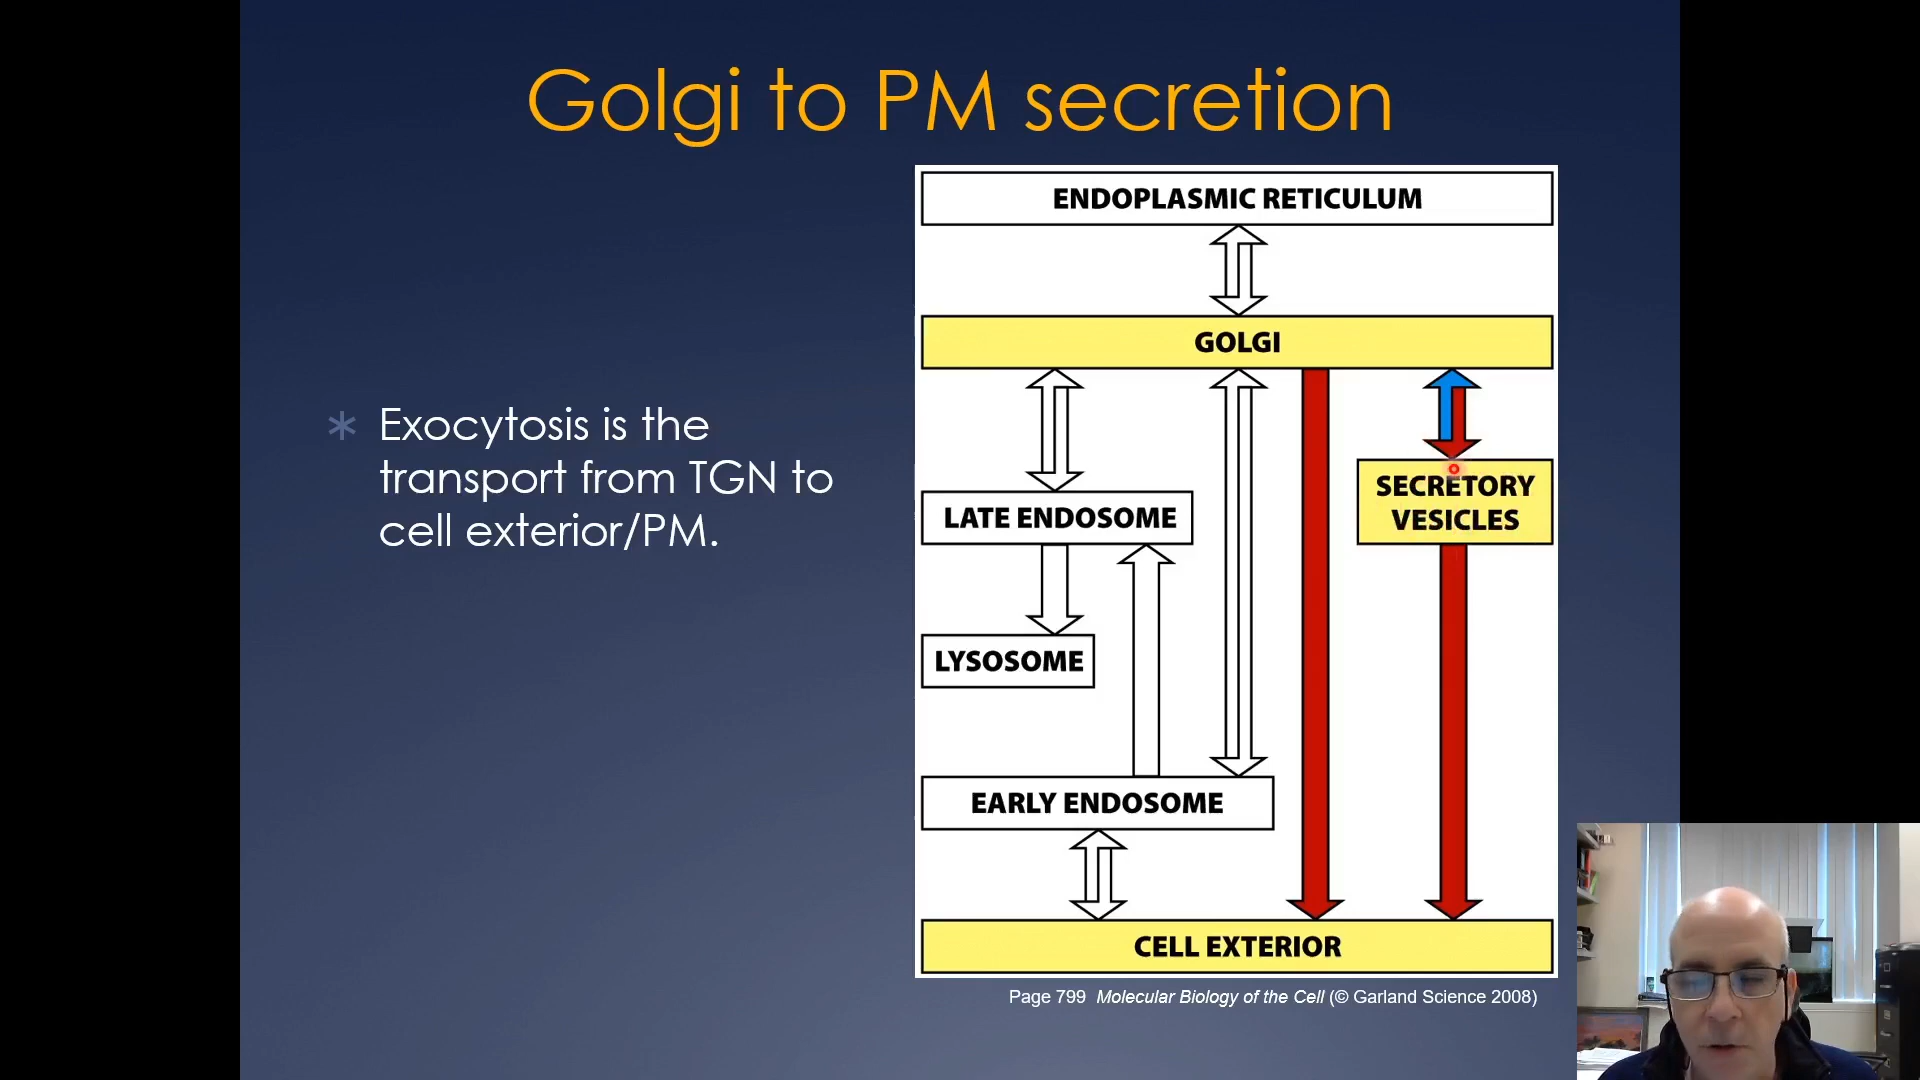 Golgi to PM secretion
Exocytosis is the
transport from TGN to
cell exterior/PM.
ENDOPLASMIC RETICULUM
GOLGI
SECRETORY
VESICLES
LATE ENDOSOME
LYSOSOME
EARLY ENDOSOME
CELL EXTERIOR
Page 799 Molecular Biology of the Cell (© Garland Science 2008)